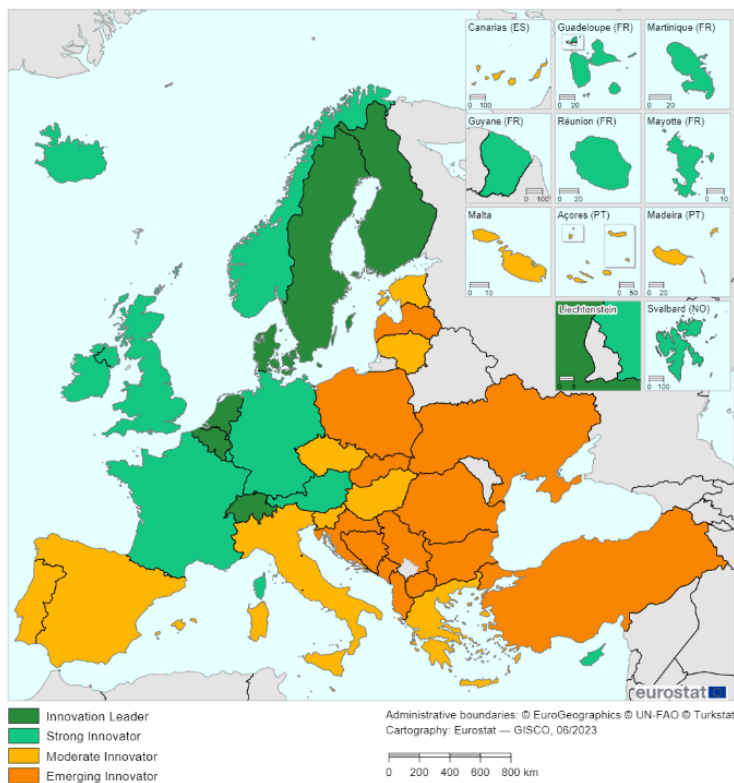 Canarias (ES)
0 100
Guadeloupe (FR)
0 20
Martinique (FR)
0 20
Guyane (FR)
0 100
Réunion (FR)
0 20
Mayotte (FR)
0 10
Malta
0 10
Açores (PT)
0 50
Madeira (PT)
0 20
Liechtenstein
Svalbard (NO)
0 100
eurostat
Innovation Leader
Strong Innovator
Moderate Innovator
Emerging Innovator
Administrative boundaries: © EuroGeographics © UN-FAO © Turkstat
Cartography: Eurostat — GISCO, 06/2023
0 200 400 600 800 km